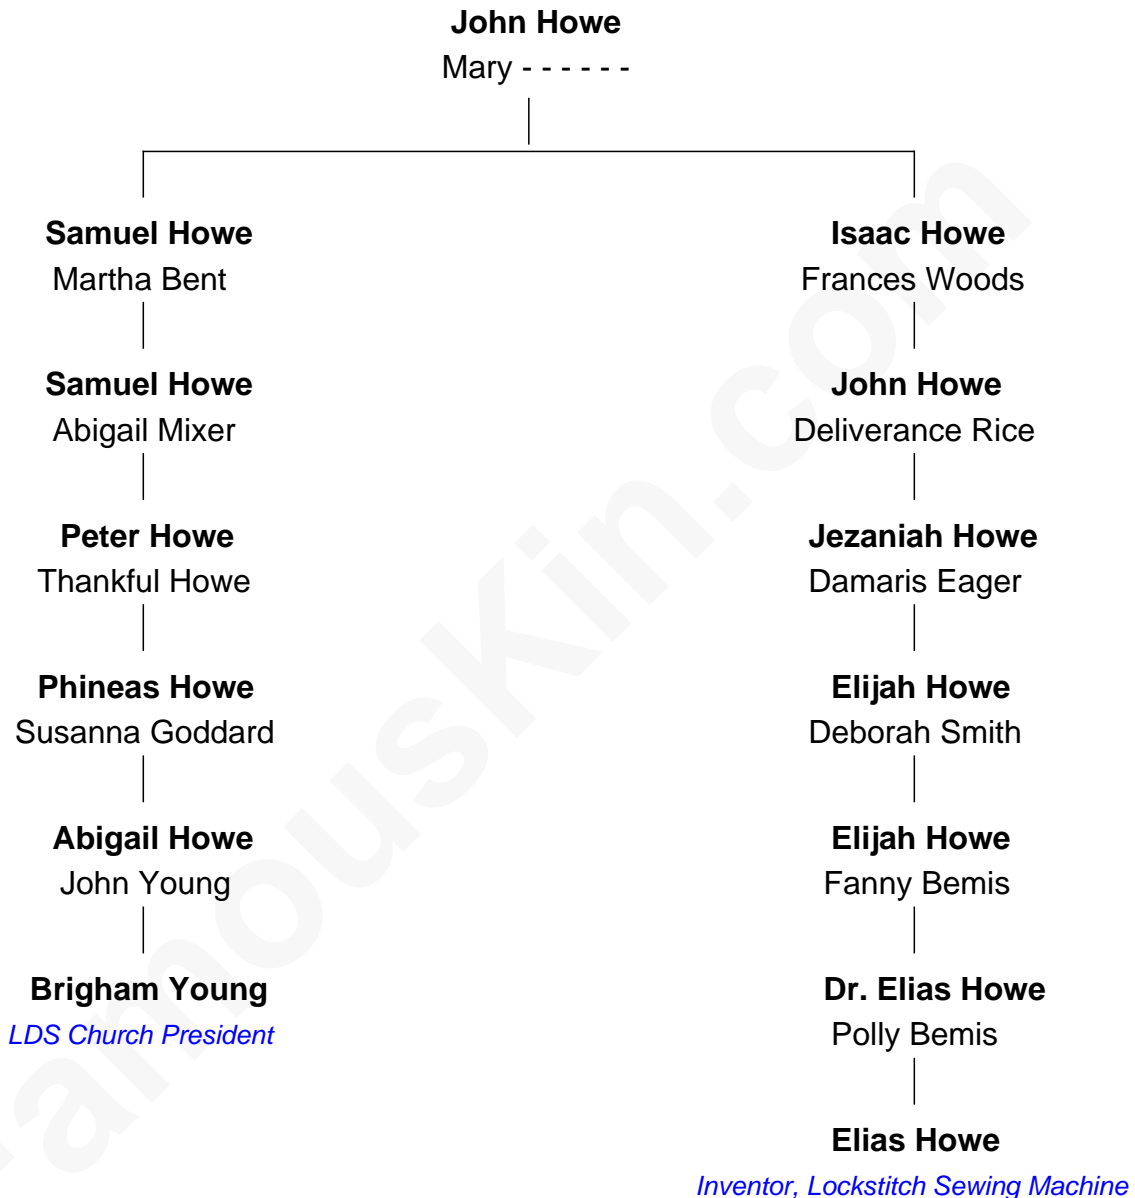 John Howe
Mary - - - - - -
Samuel Howe
Martha Bent
Isaac Howe
Frances Woods
Samuel Howe
Abigail Mixer
John Howe
Deliverance Rice
Peter Howe
Thankful Howe
Jezaniah Howe
Damaris Eager
Phineas Howe
Susanna Goddard
Elijah Howe
Deborah Smith
Abigail Howe
John Young
Elijah Howe
Fanny Bemis
Brigham Young
LDS Church President
Dr. Elias Howe
Polly Bemis
Elias Howe
Inventor, Lockstitch Sewing Machine
FamousKin.com